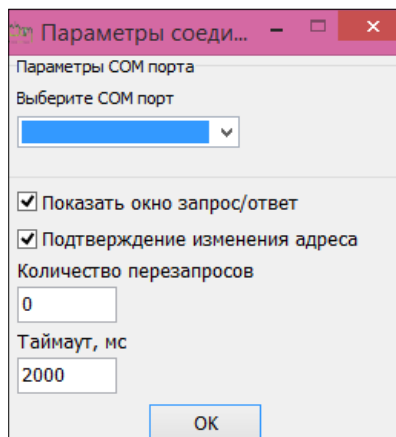 Параметры соеди...
Параметры COM порта
Выберите COM порт
Показать окно запрос/ответ
Подтверждение изменения адреса
Количество перезапросов
0
Таймаут, мс
2000
OK